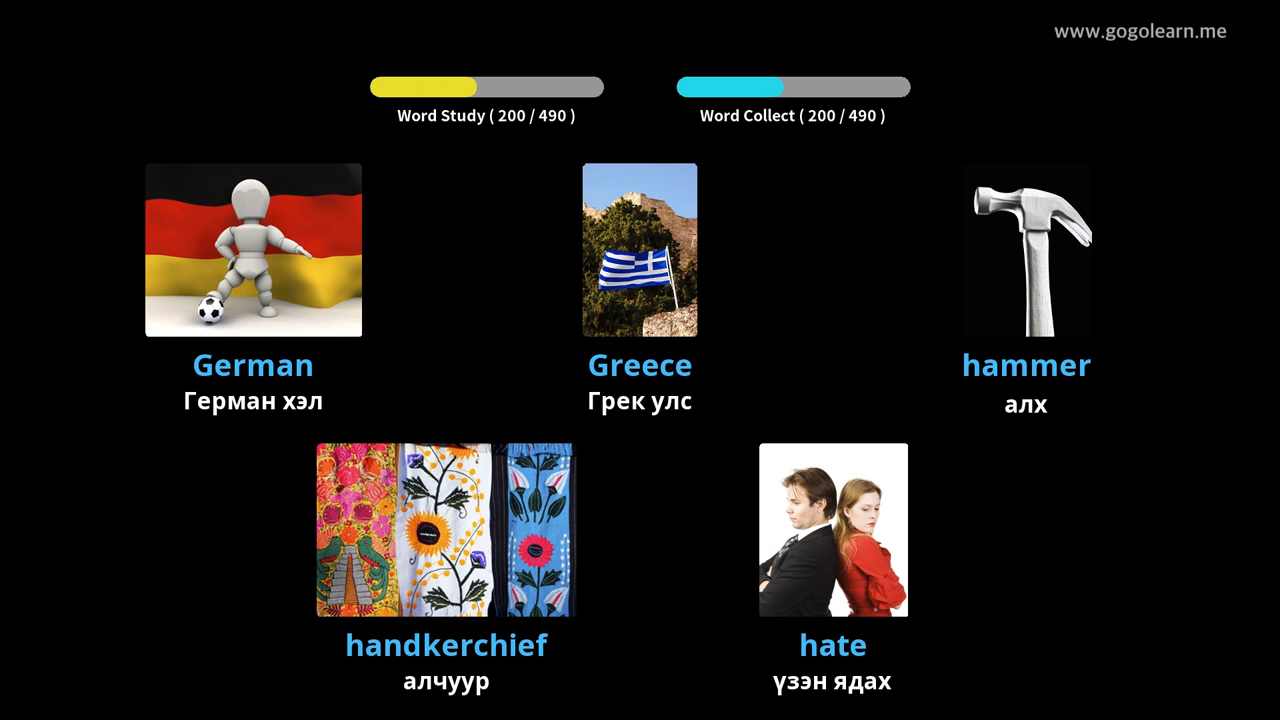 www.gogolearn.me
Word Study ( 200 / 490 )
Word Collect ( 200 / 490 )
German
Герман хэл
Greece
Грек улс
hammer
алх
handkerchief
алчуур
hate
үзэн ядах